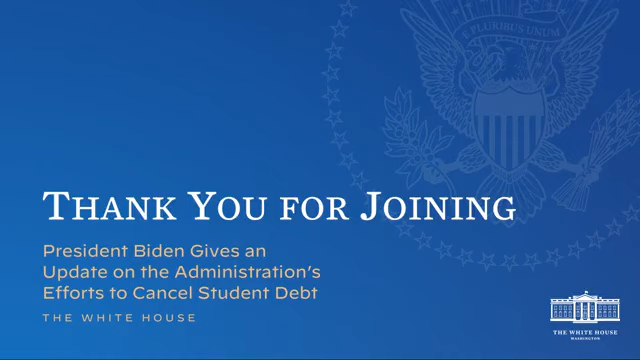 E PLURIBUS UNUM
THANK YOU FOR JOINING
President Biden Gives an
Update on the Administration's
Efforts to Cancel Student Debt
THE WHITE HOUSE
THE WHITE HOUSE
WASHINGTON